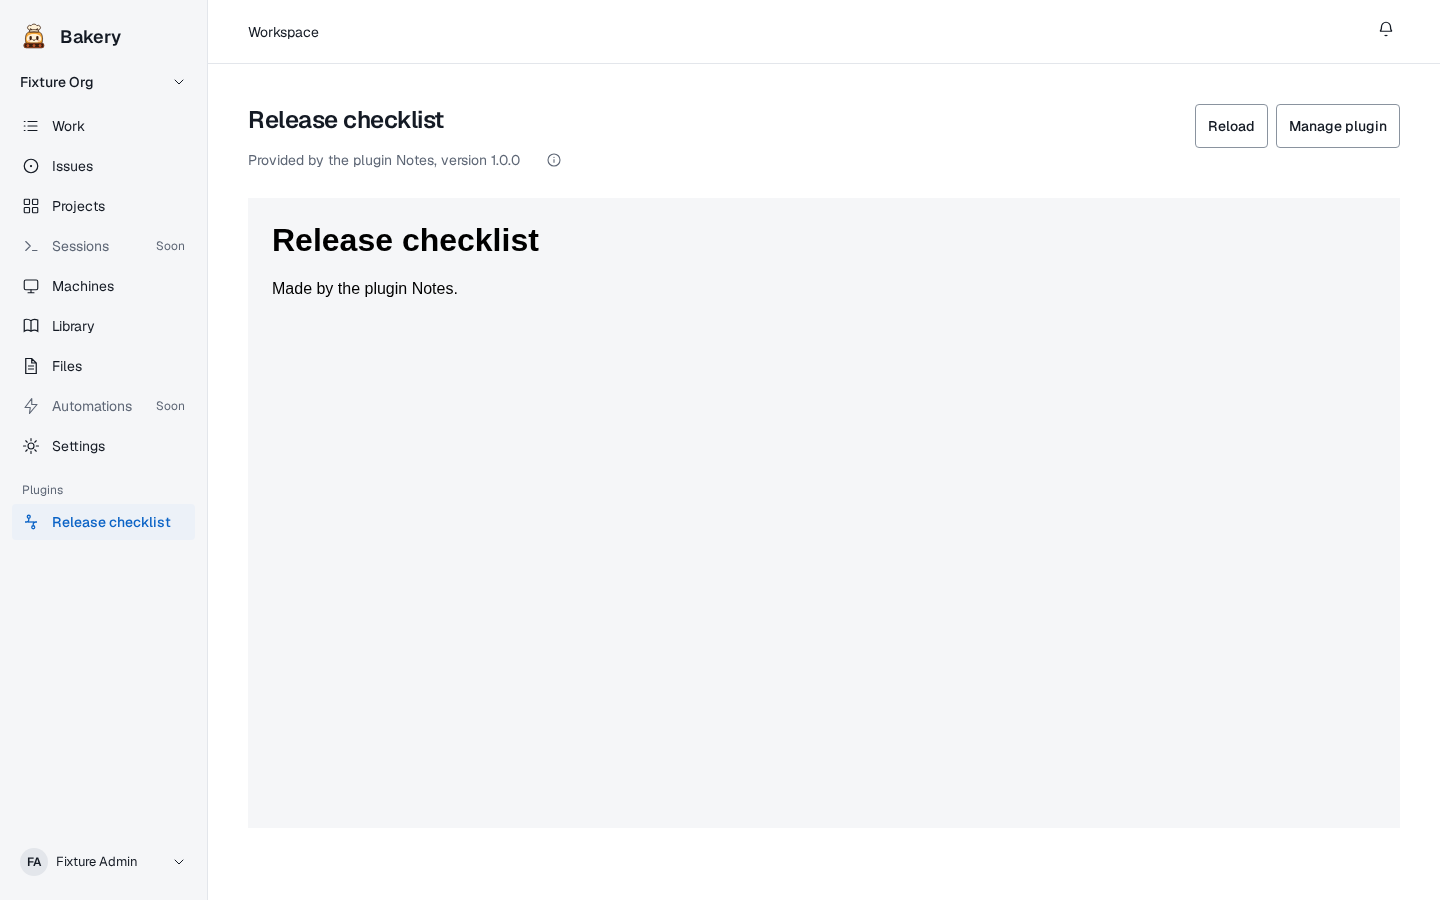 Bakery
Fixture Org
Work
Issues
Projects
Sessions Soon
Machines
Library
Files
Automations Soon
Settings
Plugins
Release checklist
FA Fixture Admin
Workspace
Release checklist
Reload
Manage plugin
Provided by the plugin Notes, version 1.0.0
Release checklist
Made by the plugin Notes.